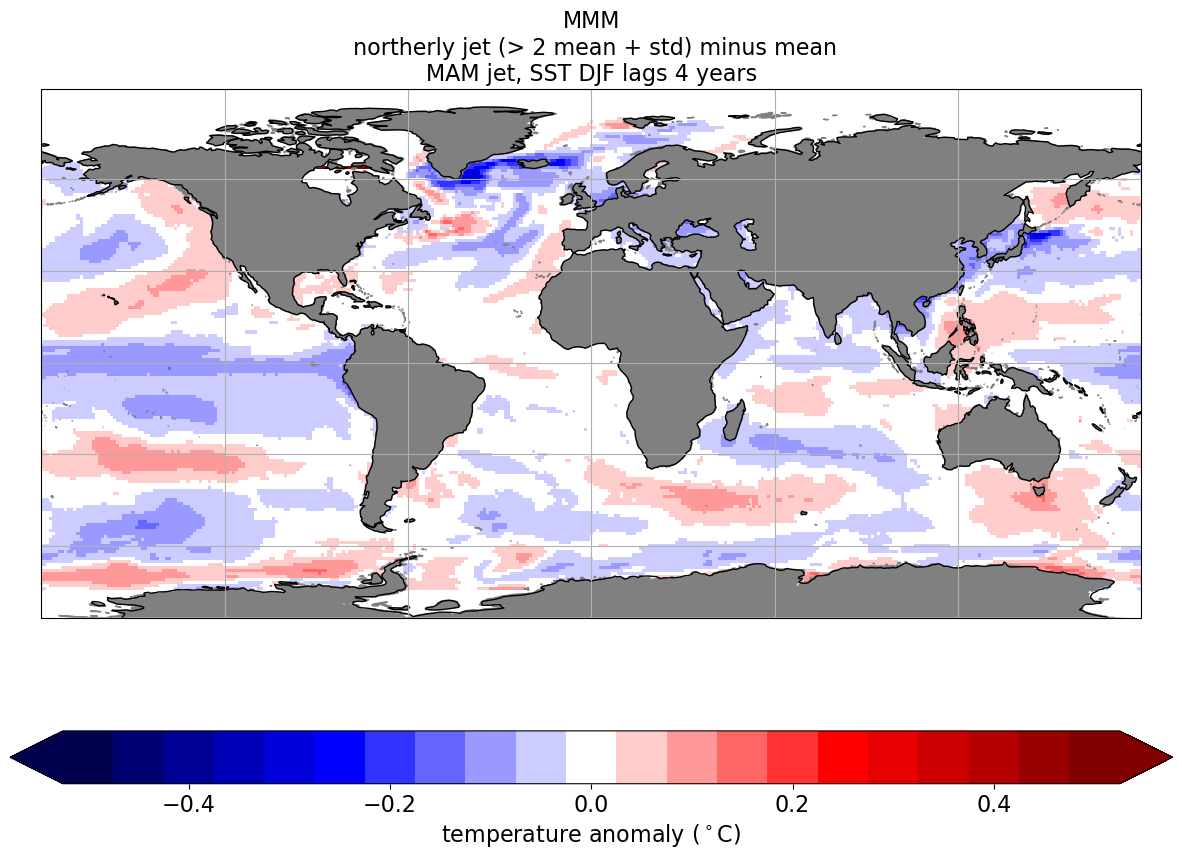 MMM
northerly jet (> 2 mean + std) minus mean
MAM jet, SST DJF lags 4 years
−0.4 −0.2 0.0 0.2 0.4
temperature anomaly (°C)